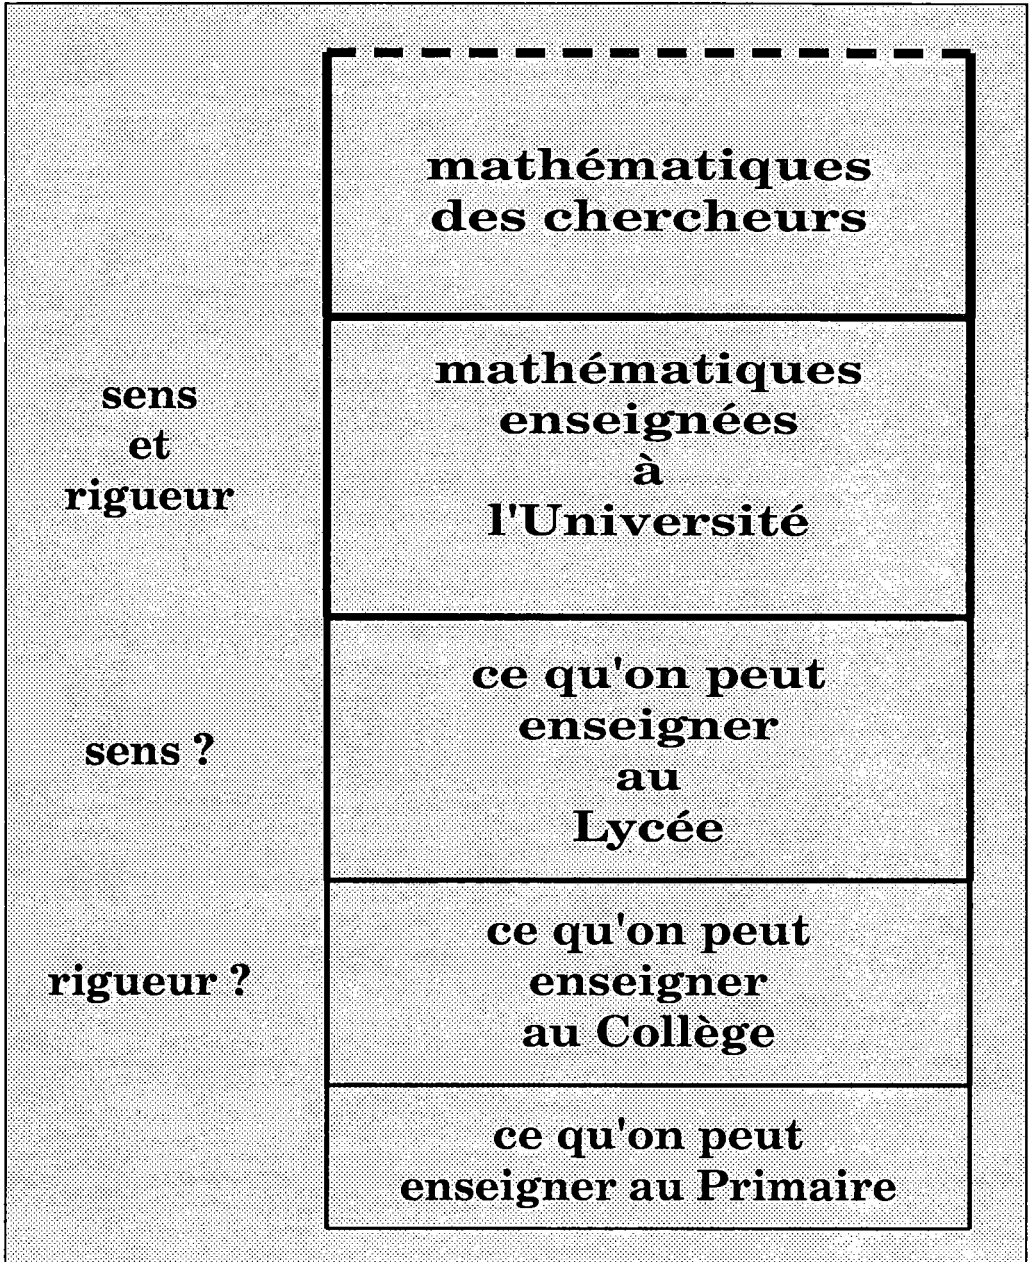 mathématiques
des chercheurs
sens
et
rigueur
mathématiques
enseignées
à
l'Université
sens ?
ce qu'on peut
enseigner
au
Lycée
rigueur ?
ce qu'on peut
enseigner
au Collège
ce qu'on peut
enseigner au Primaire